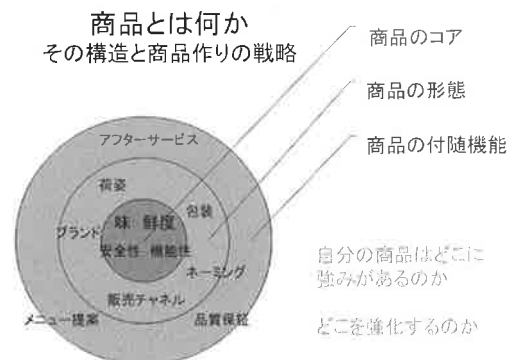 商品とは何か
その構造と商品作りの戦略
商品のコア
商品の形態
商品の付随機能
アフターサービス
荷姿
包装
ブランド
味 鮮度
安全性 機能性
ネーミング
販売チャネル
メニュー提案
品質保証
自分の商品はどこに
強みがあるのか
どこを強化するのか